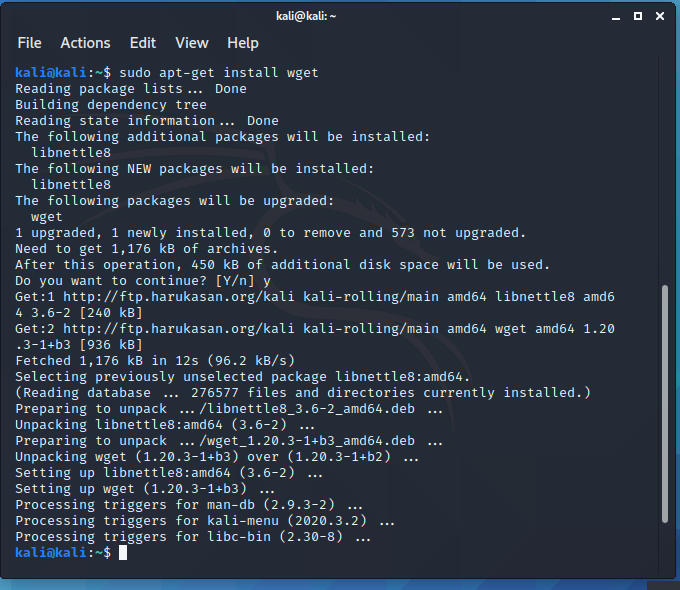 kali@kali: ~
File Actions Edit View Help
kali@kali:~$ sudo apt-get install wget
Reading package lists... Done
Building dependency tree
Reading state information... Done
The following additional packages will be installed:
  libnettle8
The following NEW packages will be installed:
  libnettle8
The following packages will be upgraded:
  wget
1 upgraded, 1 newly installed, 0 to remove and 573 not upgraded.
Need to get 1,176 kB of archives.
After this operation, 450 kB of additional disk space will be used.
Do you want to continue? [Y/n] y
Get:1 http://ftp.harukasan.org/kali kali-rolling/main amd64 libnettle8 amd6
4 3.6-2 [240 kB]
Get:2 http://ftp.harukasan.org/kali kali-rolling/main amd64 wget amd64 1.20
.3-1+b3 [936 kB]
Fetched 1,176 kB in 12s (96.2 kB/s)
Selecting previously unselected package libnettle8:amd64.
(Reading database ... 276577 files and directories currently installed.)
Preparing to unpack .../libnettle8_3.6-2_amd64.deb ...
Unpacking libnettle8:amd64 (3.6-2) ...
Preparing to unpack .../wget_1.20.3-1+b3_amd64.deb ...
Unpacking wget (1.20.3-1+b3) over (1.20.3-1+b2) ...
Setting up libnettle8:amd64 (3.6-2) ...
Setting up wget (1.20.3-1+b3) ...
Processing triggers for man-db (2.9.3-2) ...
Processing triggers for kali-menu (2020.3.2) ...
Processing triggers for libc-bin (2.30-8) ...
kali@kali:~$